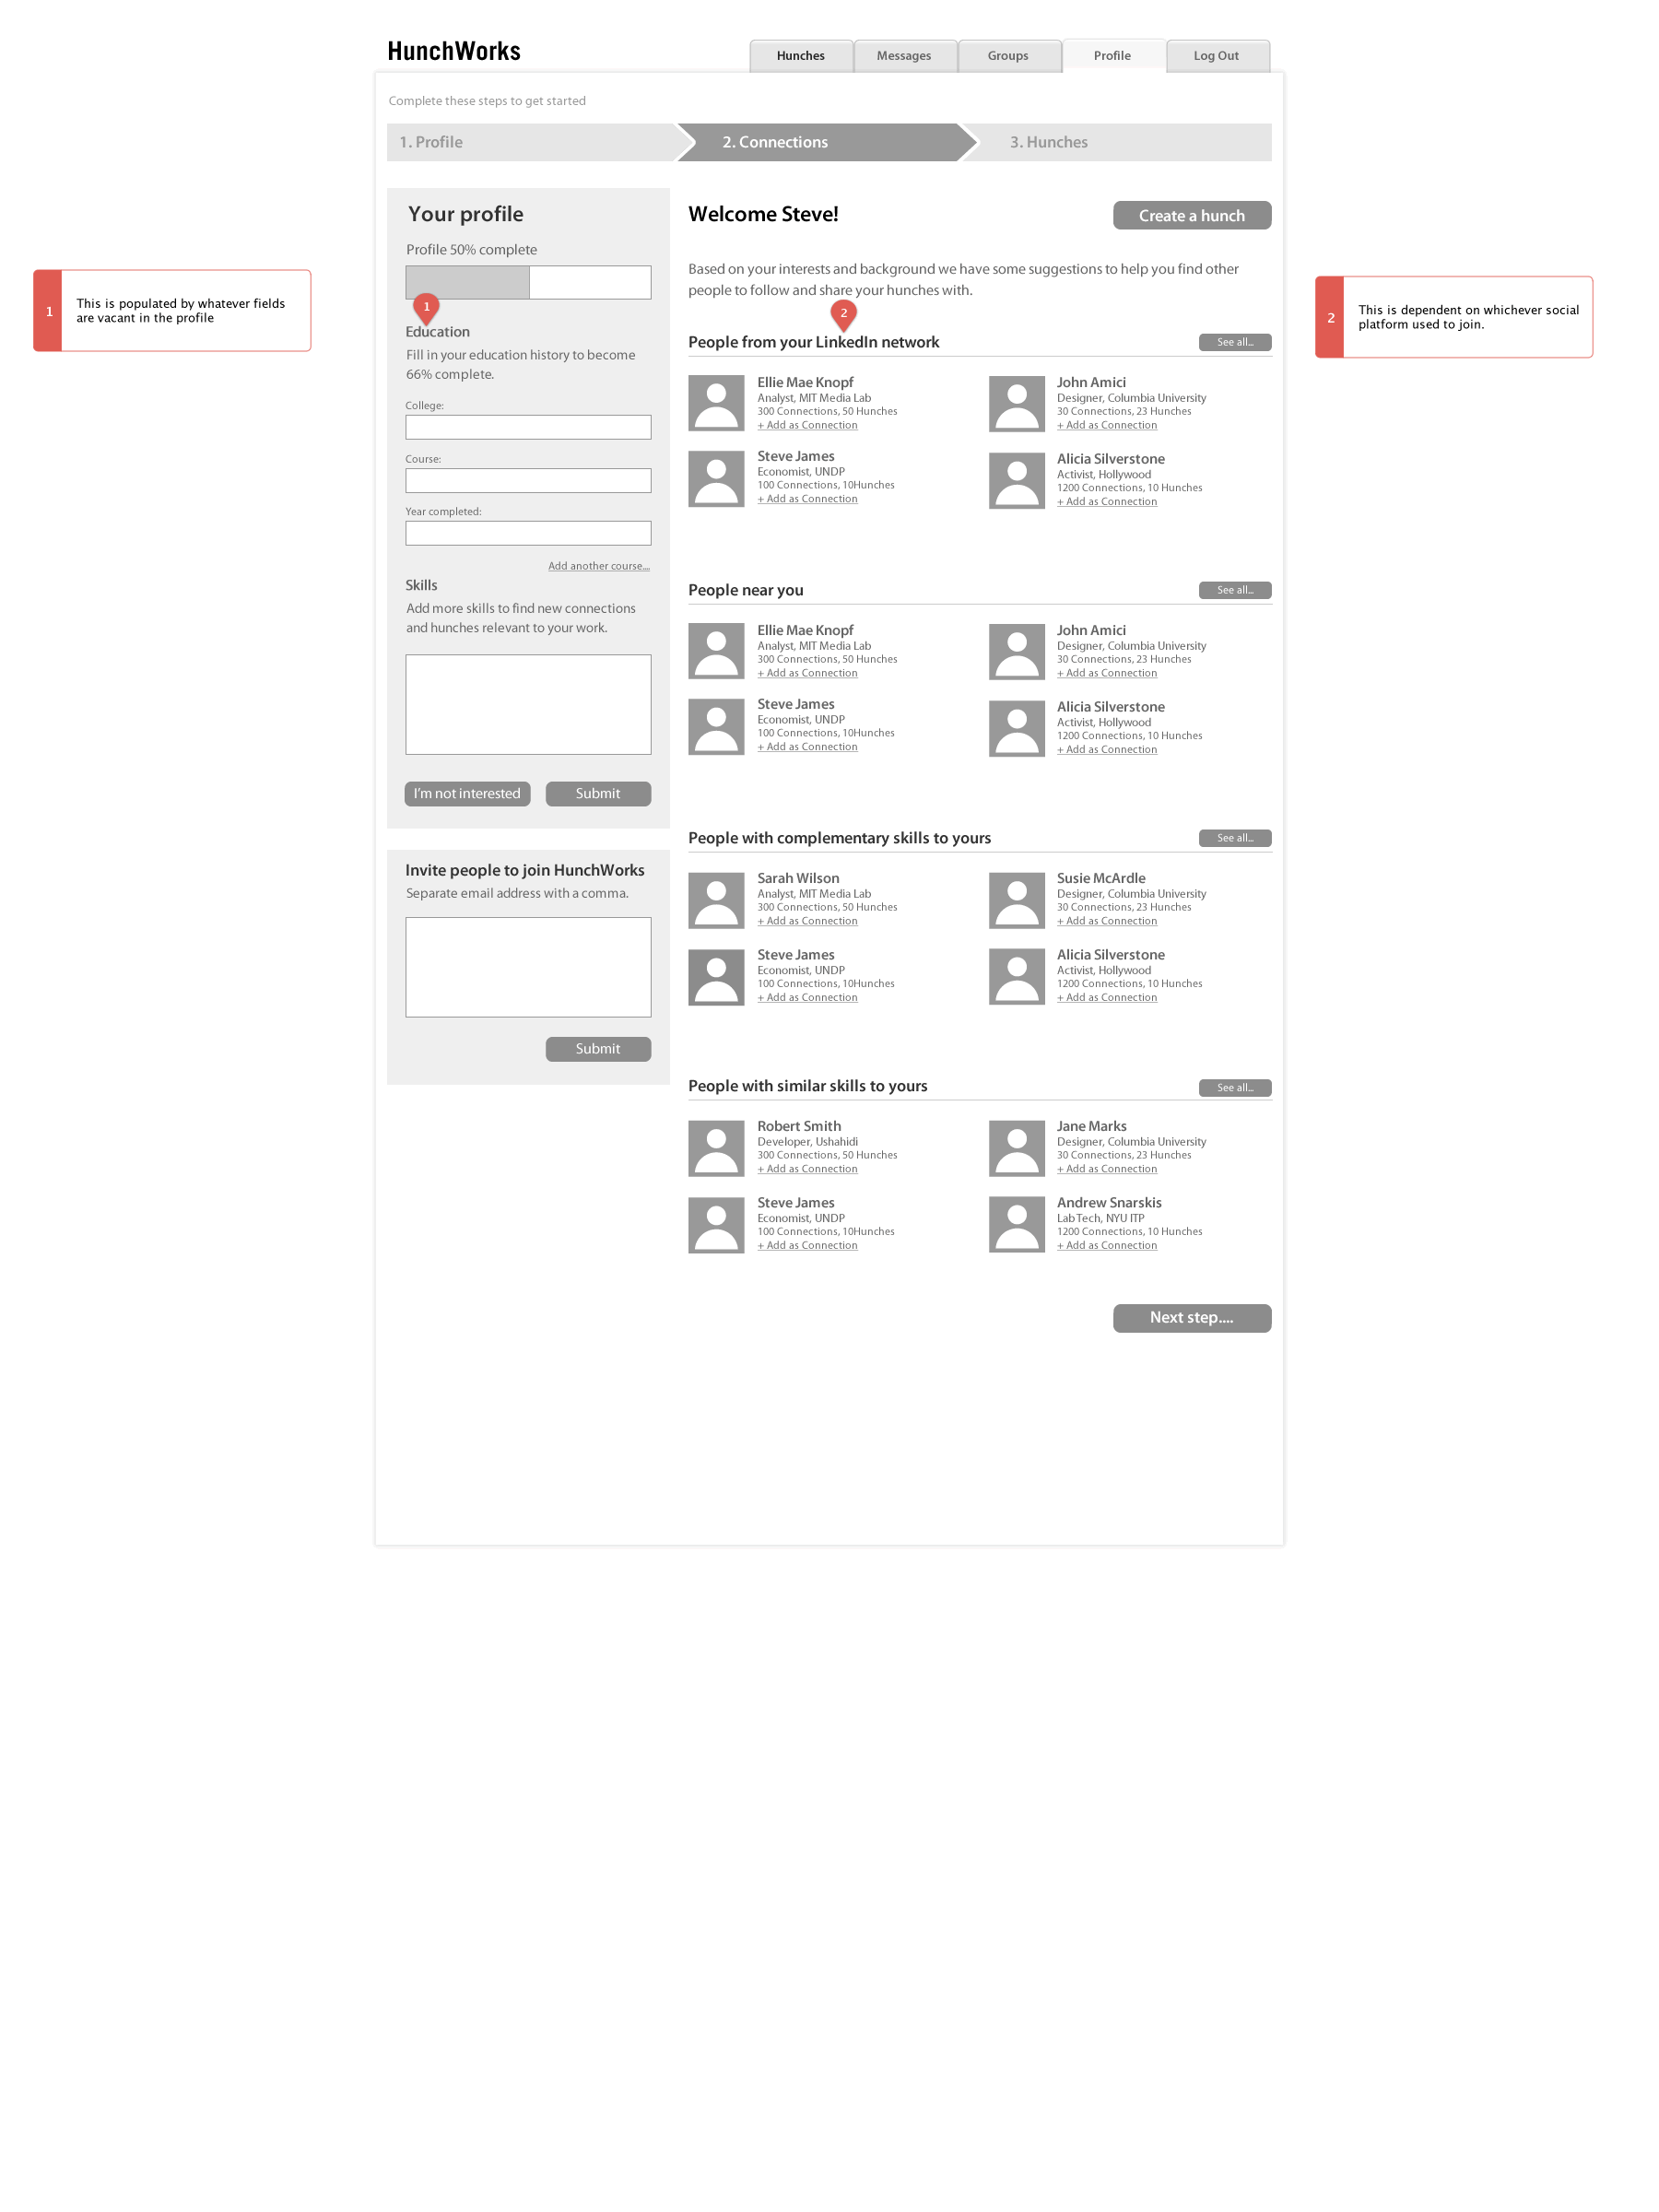 HunchWorks
Hunches
Messages
Groups
Profile
Log Out
Complete these steps to get started
1. Profile
2. Connections
3. Hunches
Your profile
Profile 50% complete
1
Education
Fill in your education history to become
66% complete.
College:
Course:
Year completed:
Add another course....
Skills
Add more skills to find new connections
and hunches relevant to your work.
I'm not interested
Submit
Invite people to join HunchWorks
Separate email address with a comma.
Submit
1
This is populated by whatever fields
are vacant in the profile
Welcome Steve!
Create a hunch
Based on your interests and background we have some suggestions to help you find other
people to follow and share your hunches with.
2
People from your LinkedIn network
See all...
Ellie Mae Knopf
Analyst, MIT Media Lab
300 Connections, 50 Hunches
+ Add as Connection
John Amici
Designer, Columbia University
30 Connections, 23 Hunches
+ Add as Connection
Steve James
Economist, UNDP
100 Connections, 10Hunches
+ Add as Connection
Alicia Silverstone
Activist, Hollywood
1200 Connections, 10 Hunches
+ Add as Connection
People near you
See all...
Ellie Mae Knopf
Analyst, MIT Media Lab
300 Connections, 50 Hunches
+ Add as Connection
John Amici
Designer, Columbia University
30 Connections, 23 Hunches
+ Add as Connection
Steve James
Economist, UNDP
100 Connections, 10Hunches
+ Add as Connection
Alicia Silverstone
Activist, Hollywood
1200 Connections, 10 Hunches
+ Add as Connection
People with complementary skills to yours
See all...
Sarah Wilson
Analyst, MIT Media Lab
300 Connections, 50 Hunches
+ Add as Connection
Susie McArdle
Designer, Columbia University
30 Connections, 23 Hunches
+ Add as Connection
Steve James
Economist, UNDP
100 Connections, 10Hunches
+ Add as Connection
Alicia Silverstone
Activist, Hollywood
1200 Connections, 10 Hunches
+ Add as Connection
People with similar skills to yours
See all...
Robert Smith
Developer, Ushahidi
300 Connections, 50 Hunches
+ Add as Connection
Jane Marks
Designer, Columbia University
30 Connections, 23 Hunches
+ Add as Connection
Steve James
Economist, UNDP
100 Connections, 10Hunches
+ Add as Connection
Andrew Snarskis
Lab Tech, NYU ITP
1200 Connections, 10 Hunches
+ Add as Connection
Next step....
2
This is dependent on whichever social
platform used to join.